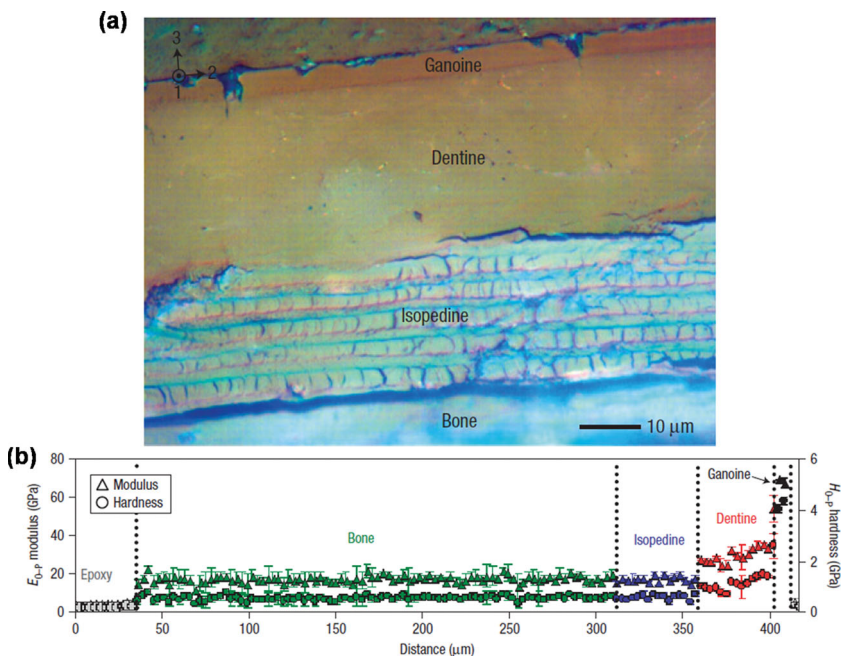 (a)
3
2
1
Ganoine
Dentine
Isopedine
Bone
10 μm
(b)
80
60
40
20
0
E₀₋P modulus (GPa)
Modulus
Hardness
Epoxy
Bone
Isopedine
Dentine
Ganoine
6
4
2
0
H₀₋P hardness (GPa)
0 50 100 150 200 250 300 350 400
Distance (μm)